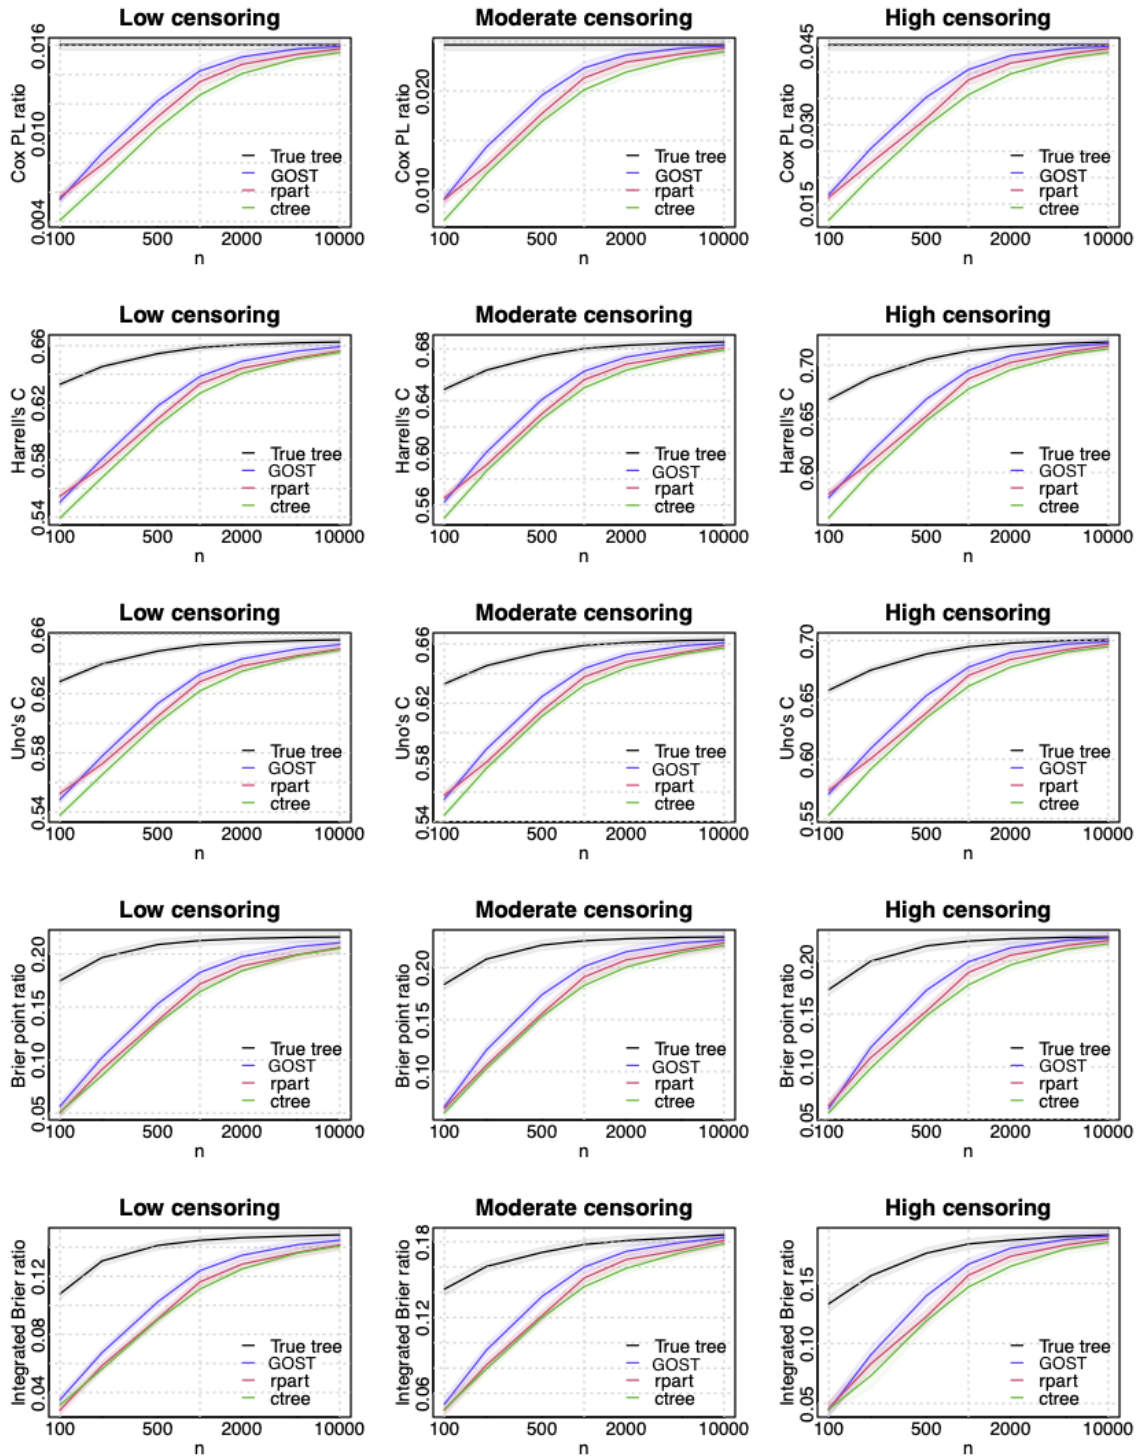 Low censoring Moderate censoring High censoring
Cox PL ratio Cox PL ratio Cox PL ratio
0.004 0.010 0.016 0.010 0.020 0.015 0.030 0.045
True tree True tree True tree
GOST GOST GOST
rpart rpart rpart
ctree ctree ctree
100 500 2000 10000 100 500 2000 10000 100 500 2000 10000
n n n
Low censoring Moderate censoring High censoring
Harrell's C Harrell's C Harrell's C
0.54 0.58 0.62 0.66 0.56 0.60 0.64 0.68 0.60 0.65 0.70
True tree True tree True tree
GOST GOST GOST
rpart rpart rpart
ctree ctree ctree
100 500 2000 10000 100 500 2000 10000 100 500 2000 10000
n n n
Low censoring Moderate censoring High censoring
Uno's C Uno's C Uno's C
0.54 0.58 0.62 0.66 0.54 0.58 0.62 0.66 0.55 0.60 0.65 0.70
True tree True tree True tree
GOST GOST GOST
rpart rpart rpart
ctree ctree ctree
100 500 2000 10000 100 500 2000 10000 100 500 2000 10000
n n n
Low censoring Moderate censoring High censoring
Brier point ratio Brier point ratio Brier point ratio
0.05 0.10 0.15 0.20 0.10 0.15 0.20 0.05 0.10 0.15 0.20
True tree True tree True tree
GOST GOST GOST
rpart rpart rpart
ctree ctree ctree
100 500 2000 10000 100 500 2000 10000 100 500 2000 10000
n n n
Low censoring Moderate censoring High censoring
Integrated Brier ratio Integrated Brier ratio Integrated Brier ratio
0.04 0.08 0.12 0.06 0.12 0.18 0.05 0.10 0.15
True tree True tree True tree
GOST GOST GOST
rpart rpart rpart
ctree ctree ctree
100 500 2000 10000 100 500 2000 10000 100 500 2000 10000
n n n